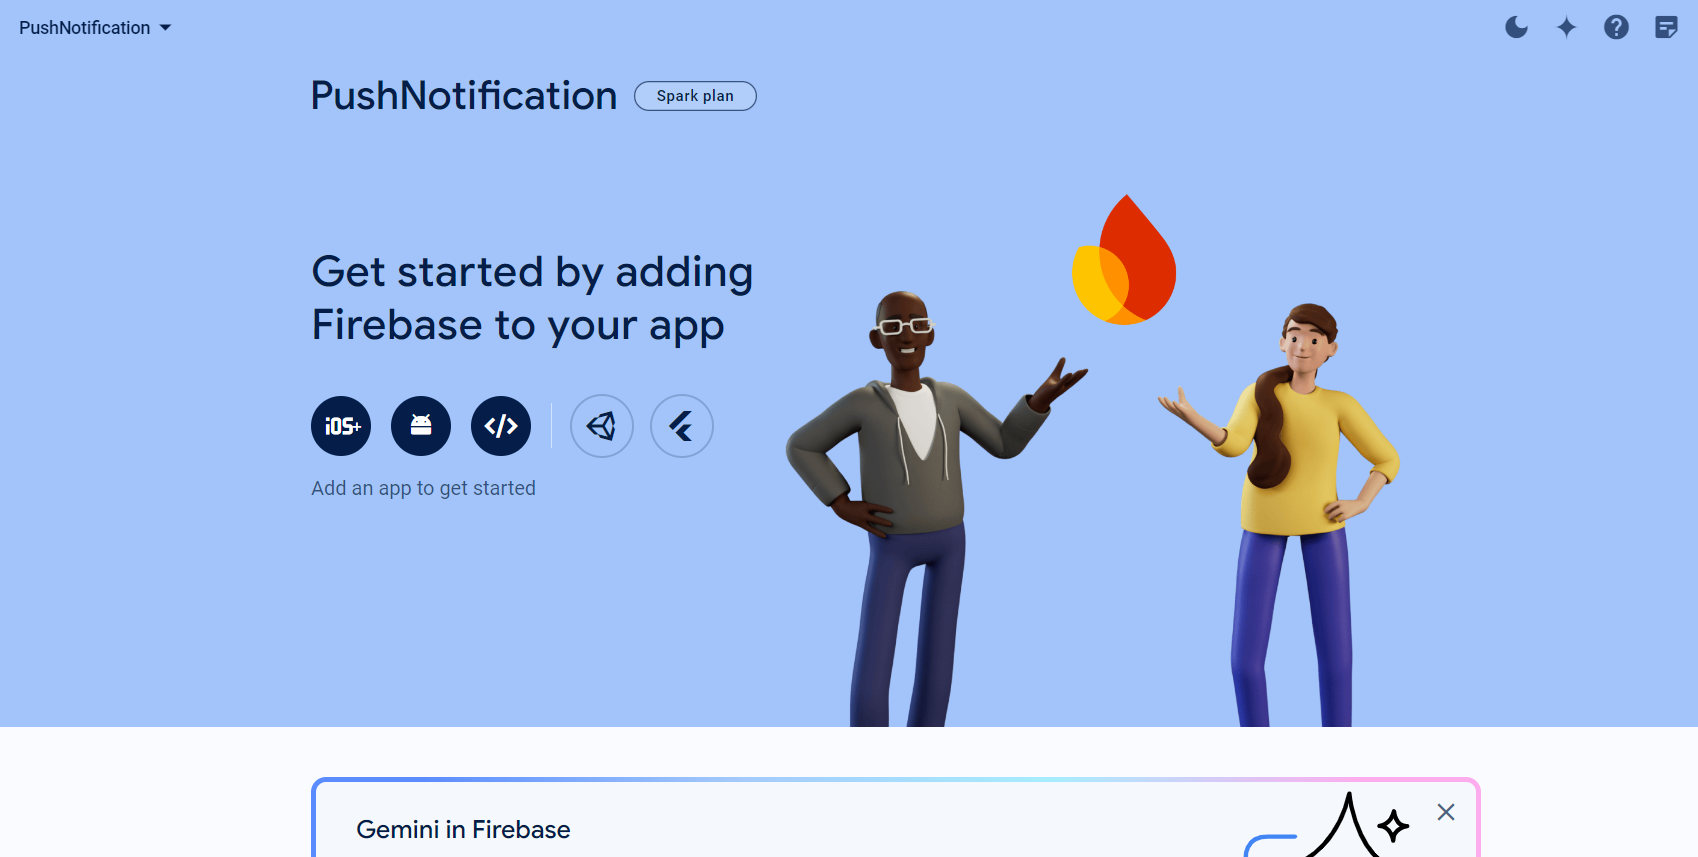 PushNotification
PushNotification
Spark plan
Get started by adding
Firebase to your app
iOS+
Add an app to get started
Gemini in Firebase